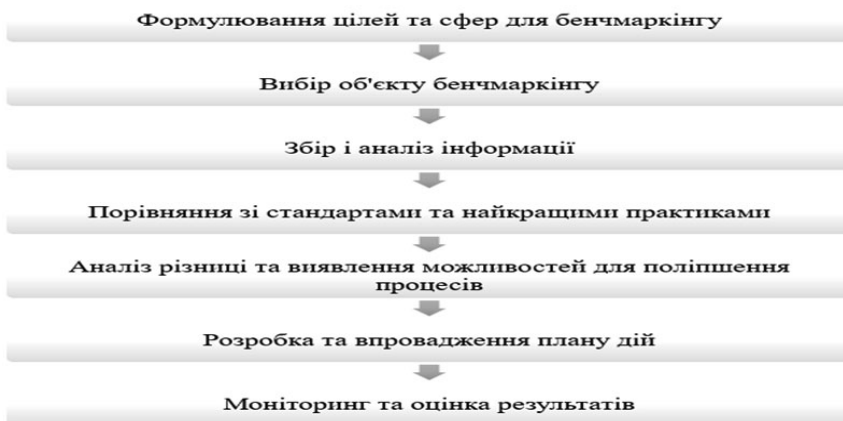 Формулювання цілей та сфер для бенчмаркінгу
Вибір об'єкту бенчмаркінгу
Збір і аналіз інформації
Порівняння зі стандартами та найкращими практиками
Аналіз різниці та виявлення можливостей для поліпшення
процесів
Розробка та впровадження плану дій
Моніторинг та оцінка результатів